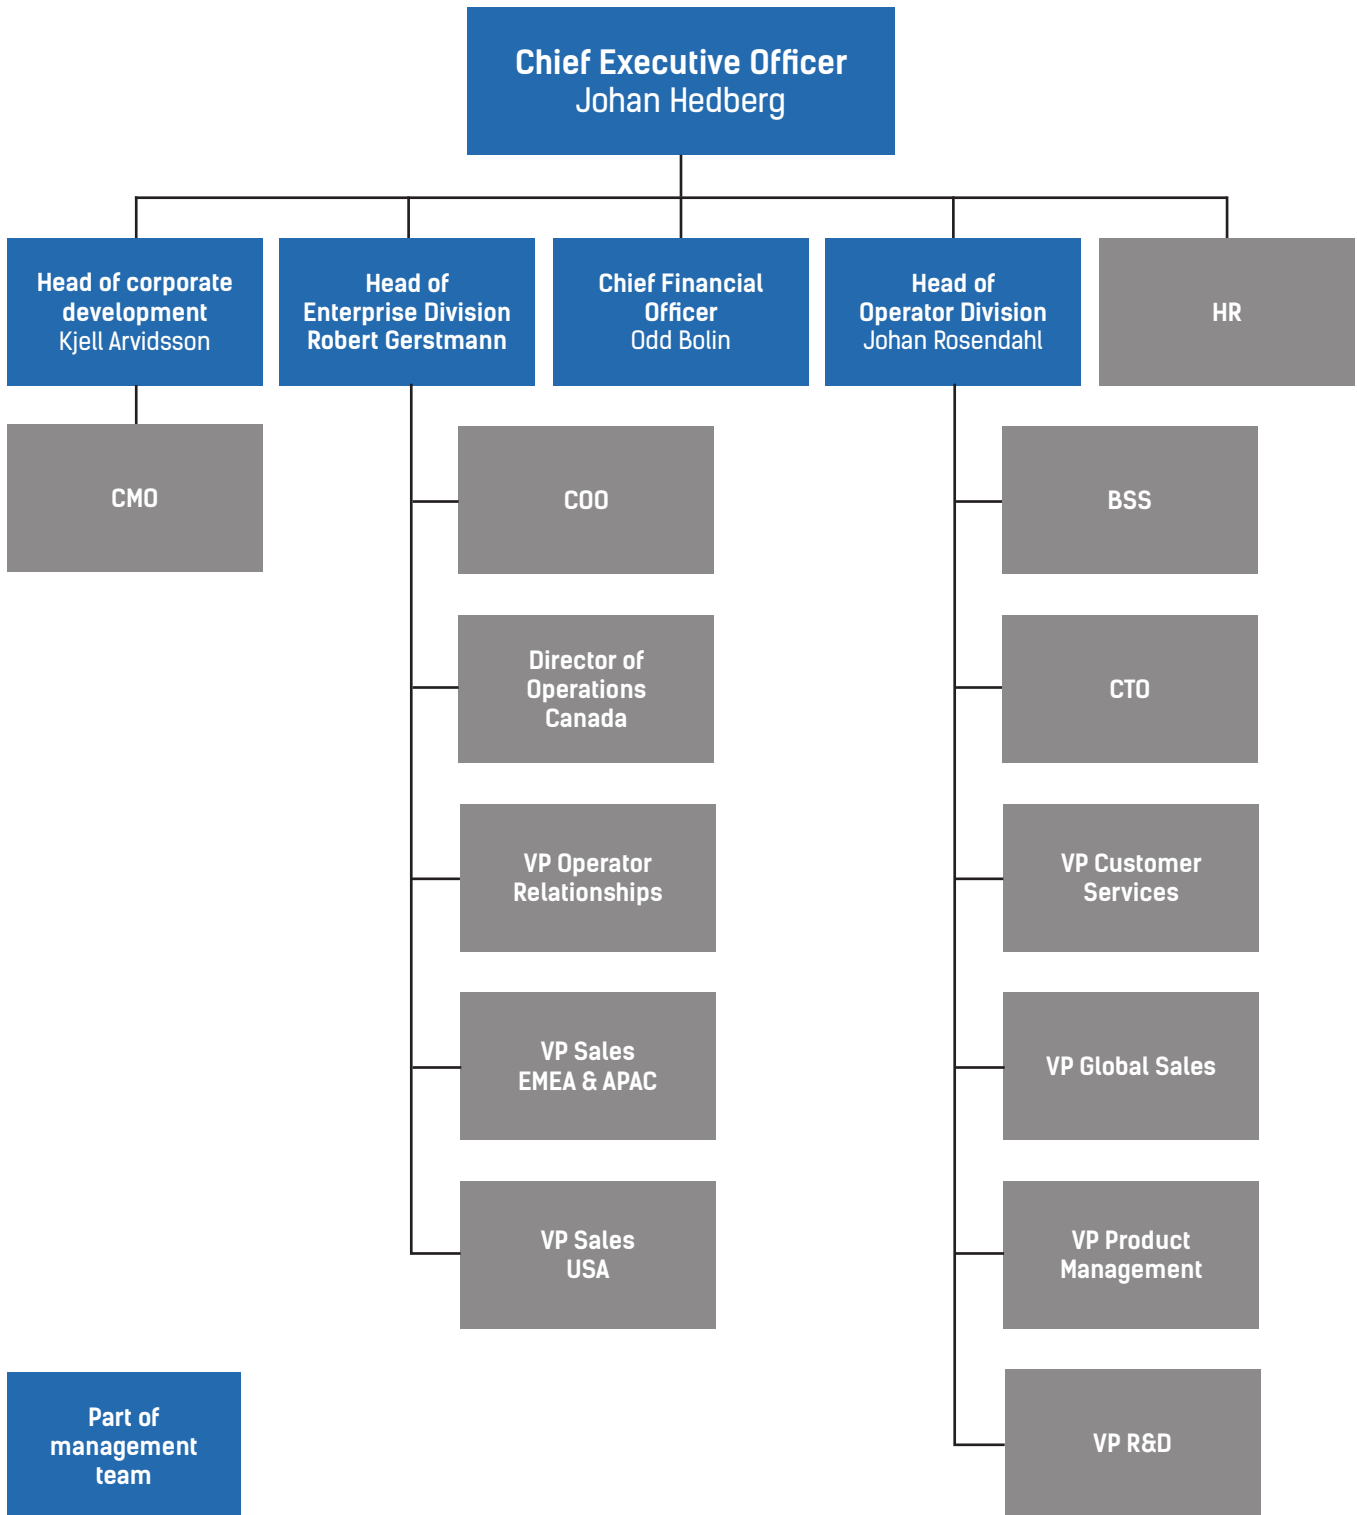 Chief Executive Officer
Johan Hedberg
Head of corporate
development
Kjell Arvidsson
Head of
Enterprise Division
Robert Gerstmann
Chief Financial
Officer
Odd Bolin
Head of
Operator Division
Johan Rosendahl
HR
CMO
COO
Director of
Operations
Canada
VP Operator
Relationships
VP Sales
EMEA & APAC
VP Sales
USA
BSS
CTO
VP Customer
Services
VP Global Sales
VP Product
Management
VP R&D
Part of
management
team